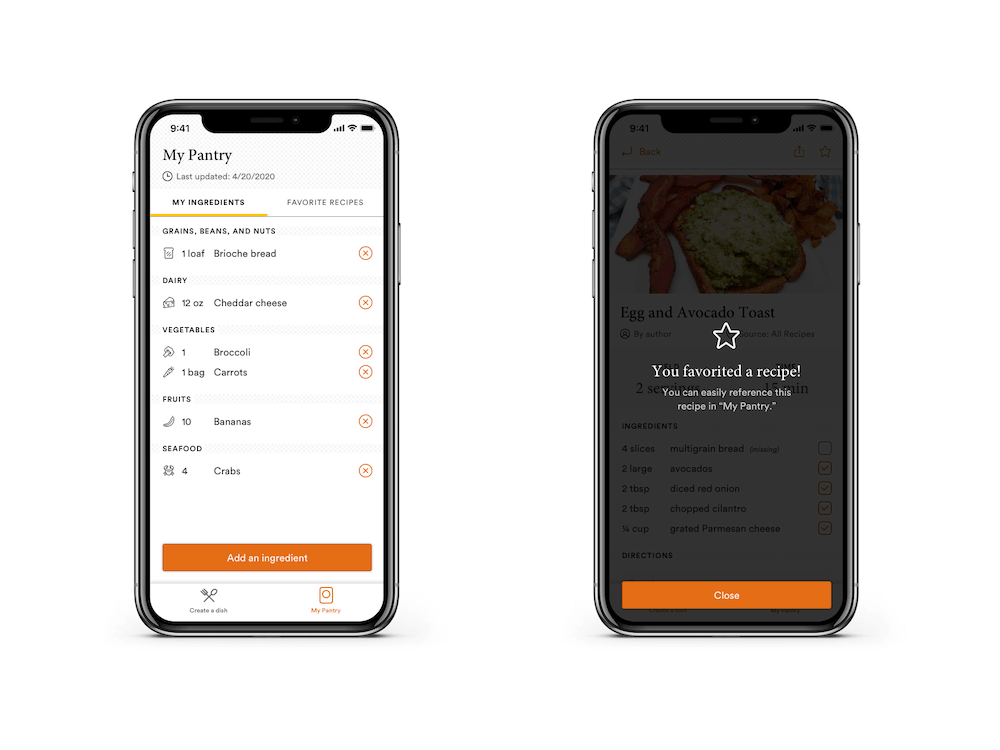 9:41
My Pantry
Last updated: 4/20/2020
MY INGREDIENTS FAVORITE RECIPES
GRAINS, BEANS, AND NUTS
1 loaf Brioche bread
DAIRY
12 oz Cheddar cheese
VEGETABLES
1 Broccoli
1 bag Carrots
FRUITS
10 Bananas
SEAFOOD
4 Crabs
Add an ingredient
Create a dish My Pantry
9:41
Back
Egg and Avocado Toast
By author Source: All Recipes
You favorited a recipe!
2 servings 15 min
You can easily reference this
recipe in “My Pantry.”
INGREDIENTS
4 slices multigrain bread (missing)
2 large avocados
2 tbsp diced red onion
2 tbsp chopped cilantro
¼ cup grated Parmesan cheese
DIRECTIONS
Close
Create a dish My Pantry